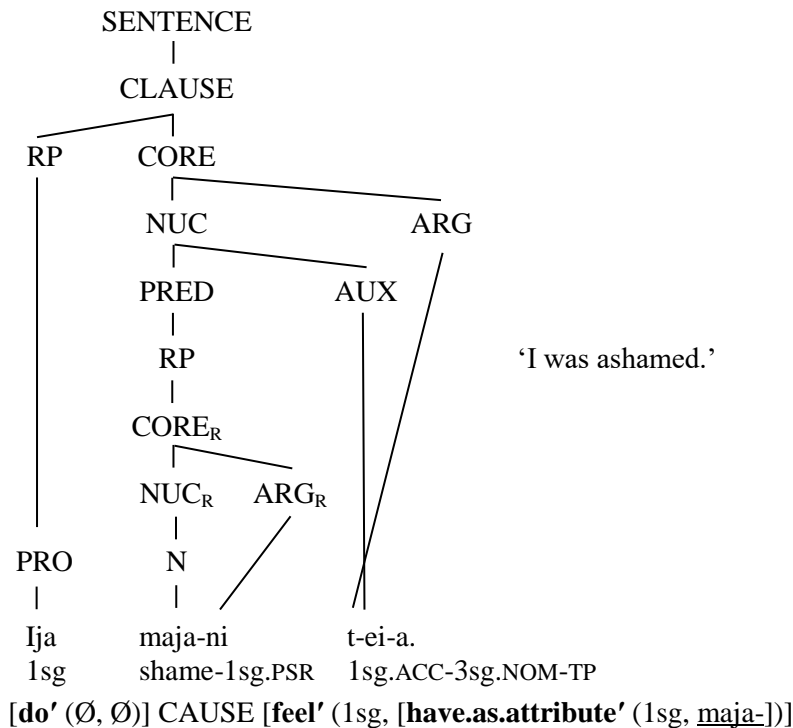 SENTENCE
CLAUSE
RP CORE
NUC ARG
PRED AUX
RP ‘I was ashamed.’
CORER
NUCR ARGR
PRO N
Ija maja-ni t-ei-a.
1sg shame-1sg.PSR 1sg.ACC-3sg.NOM-TP
[do′ (Ø, Ø)] CAUSE [feel′ (1sg, [have.as.attribute′ (1sg, maja-])]